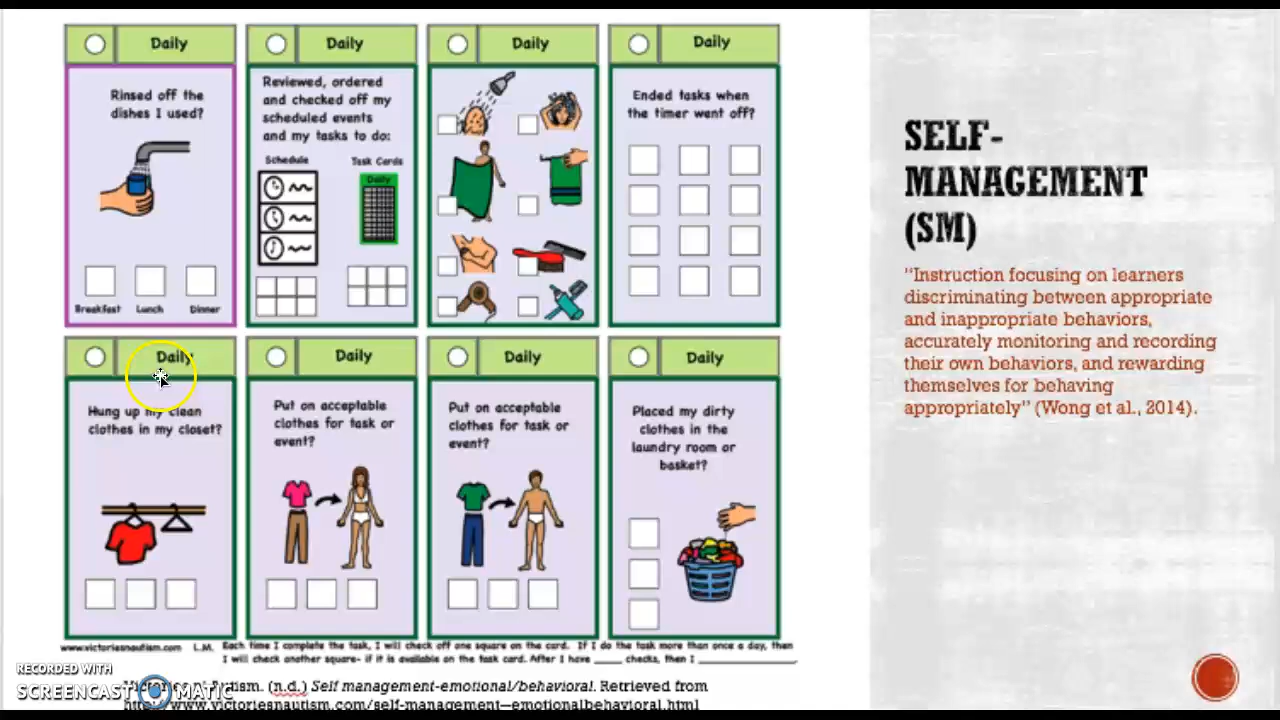 Daily
Rinsed off the
dishes I used?
Breakfast Lunch Dinner
Daily
Reviewed, ordered
and checked off my
scheduled events
and my tasks to do:
Schedule Task Cards
Daily
Daily
Daily
Ended tasks when
the timer went off?
Daily
Hung up my clean
clothes in my closet?
Daily
Put on acceptable
clothes for task or
event?
Daily
Put on acceptable
clothes for task or
event?
Daily
Placed my dirty
clothes in the
laundry room or
basket?
www.victoriesnautism.com L.M. Each time I complete the task, I will check off one square on the card. If I do the task more than once a day, then
I will check another square- if it is available on the task card. After I have _____ checks, then I _______________.
Autism. (n.d.) Self management-emotional/behavioral. Retrieved from
http://www.victoriesnautism.com/self-management--emotionalbehavioral.html
RECORDED WITH
SCREENCAST MATIC
SELF-
MANAGEMENT
(SM)
"Instruction focusing on learners
discriminating between appropriate
and inappropriate behaviors,
accurately monitoring and recording
their own behaviors, and rewarding
themselves for behaving
appropriately" (Wong et al., 2014).